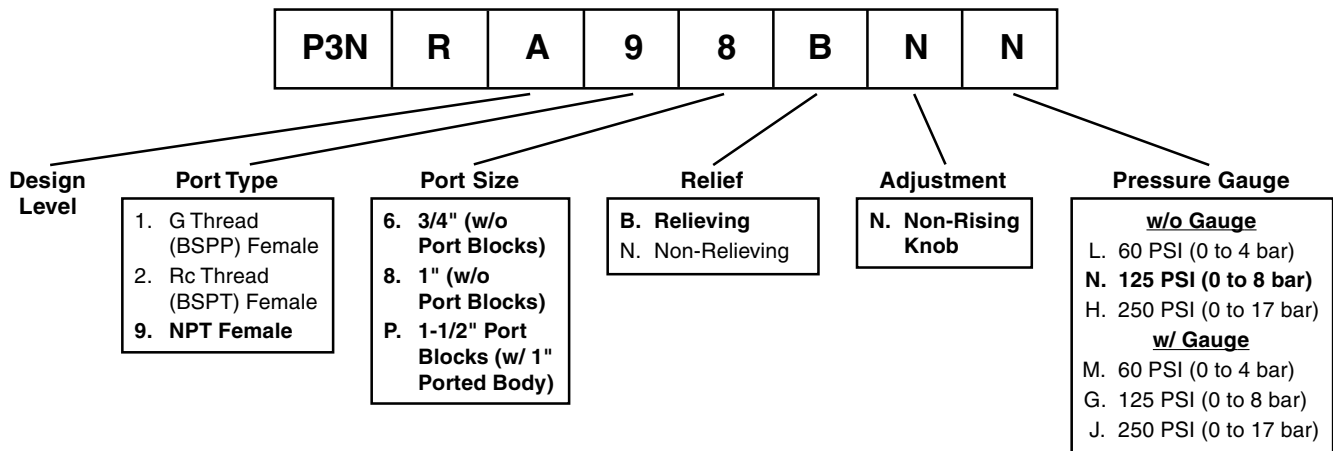 P3N R A 9 8 B N N
Design
Level
Port Type
1. G Thread
(BSPP) Female
2. Rc Thread
(BSPT) Female
9. NPT Female
Port Size
6. 3/4" (w/o
Port Blocks)
8. 1" (w/o
Port Blocks)
P. 1-1/2" Port
Blocks (w/ 1"
Ported Body)
Relief
B. Relieving
N. Non-Relieving
Adjustment
N. Non-Rising
Knob
Pressure Gauge
w/o Gauge
L. 60 PSI (0 to 4 bar)
N. 125 PSI (0 to 8 bar)
H. 250 PSI (0 to 17 bar)
w/ Gauge
M. 60 PSI (0 to 4 bar)
G. 125 PSI (0 to 8 bar)
J. 250 PSI (0 to 17 bar)